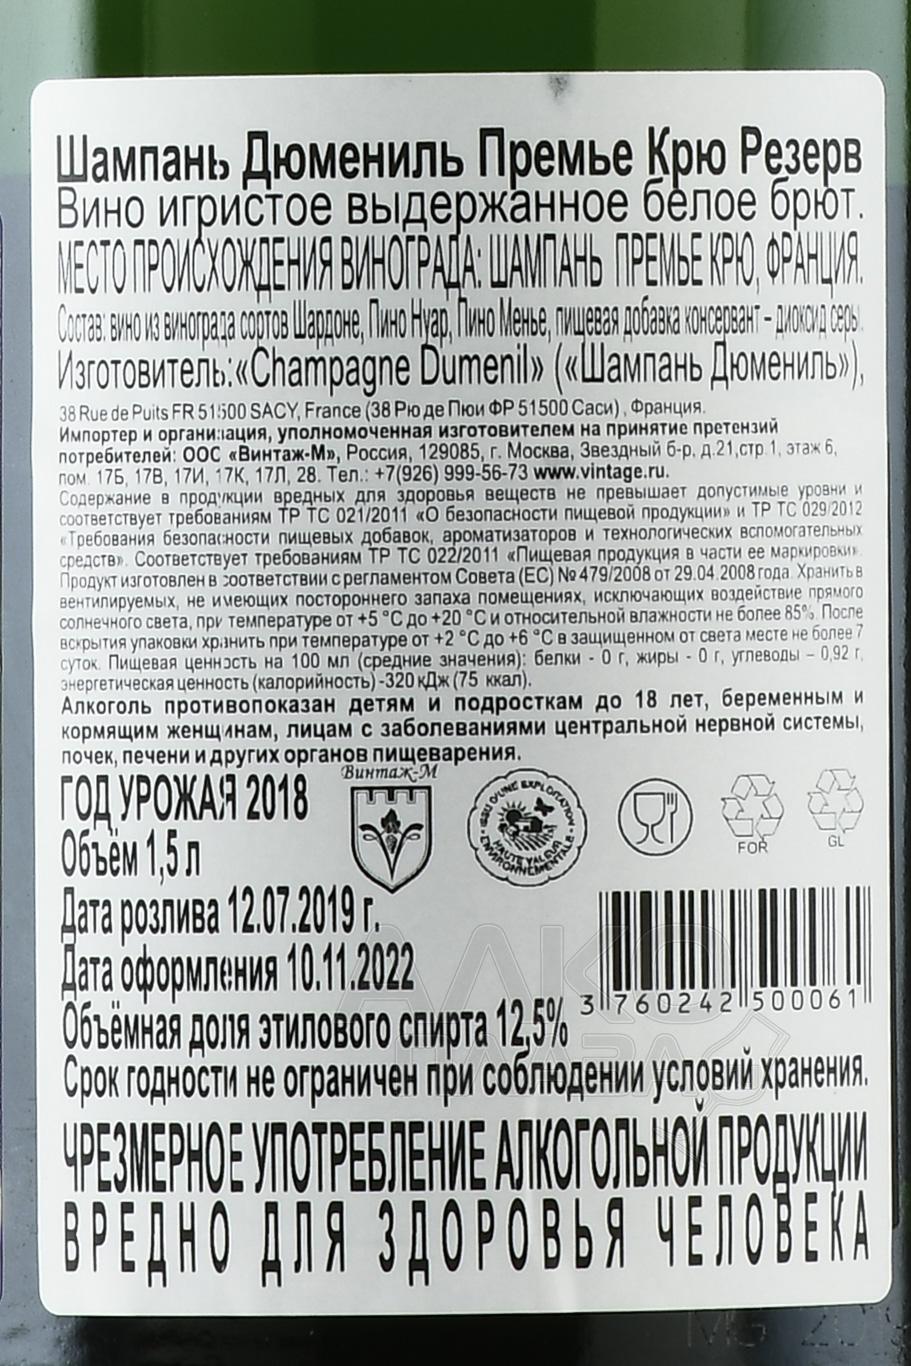 Шампань Дюмениль Премье Крю Резерв
Вино игристое выдержанное белое брют.
МЕСТО ПРОИСХОЖДЕНИЯ ВИНОГРАДА: ШАМПАНЬ ПРЕМЬЕ КРЮ, ФРАНЦИЯ.
Состав: вино из винограда сортов Шардоне, Пино Нуар, Пино Менье, пищевая добавка консервант – диоксид серы.
Изготовитель:«Champagne Dumenil» («Шампань Дюмениль»),
38 Rue de Puits FR 51500 SACY, France (38 Рю де Пюи ФР 51500 Саси) , Франция.
Импортер и организация, уполномоченная изготовителем на принятие претензий
потребителей: ООО «Винтаж-М», Россия, 129085, г. Москва, Звездный б-р, д.21,стр.1, этаж 6,
пом. 17Б, 17В, 17И, 17К, 17Л, 28. Тел.: +7(926) 999-56-73 www.vintage.ru.
Содержание в продукции вредных для здоровья веществ не превышает допустимые уровни и
соответствует требованиям ТР ТС 021/2011 «О безопасности пищевой продукции» и ТР ТС 029/2012
«Требования безопасности пищевых добавок, ароматизаторов и технологических вспомогательных
средств». Соответствует требованиям ТР ТС 022/2011 «Пищевая продукция в части ее маркировки».
Продукт изготовлен в соответствии с регламентом Совета (ЕС) № 479/2008 от 29.04.2008 года. Хранить в
вентилируемых, не имеющих постороннего запаха помещениях, исключающих воздействие прямого
солнечного света, при температуре от +5 °С до +20 °С и относительной влажности не более 85%. После
вскрытия упаковки хранить при температуре от +2 °С до +6 °С в защищенном от света месте не более 7
суток. Пищевая ценность на 100 мл (средние значения): белки - 0 г, жиры - 0 г, углеводы – 0,92 г,
энергетическая ценность (калорийность) -320 кДж (75 ккал).
Алкоголь противопоказан детям и подросткам до 18 лет, беременным и
кормящим женщинам, лицам с заболеваниями центральной нервной системы,
почек, печени и других органов пищеварения.
Винтаж-М
ГОД УРОЖАЯ 2018
ISSU D'UNE EXPLOITATION
HAUTE VALEUR
ENVIRONNEMENTALE
FOR
GL
Объём 1,5 л
Дата розлива 12.07.2019 г.
Дата оформления 10.11.2022
3 760242 500061
Объёмная доля этилового спирта 12,5%
Срок годности не ограничен при соблюдении условий хранения.
ЧРЕЗМЕРНОЕ УПОТРЕБЛЕНИЕ АЛКОГОЛЬНОЙ ПРОДУКЦИИ
ВРЕДНО ДЛЯ ЗДОРОВЬЯ ЧЕЛОВЕКА
АЛКО
ПЛАЗА